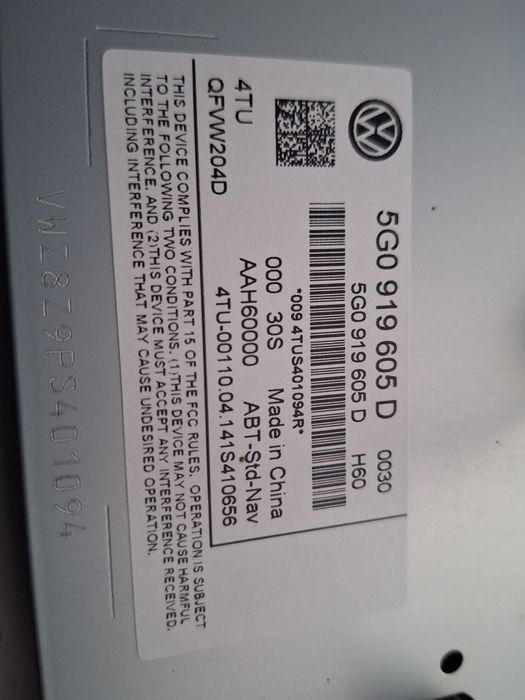 5G0 919 605 D 0030
5G0 919 605 D H60
*009 4TUS401094R*
000 30S Made in China
AAH60000 ABT-Std-Nav
4TU-00110.04.141S410656
4TU
QFVW204D
THIS DEVICE COMPLIES WITH PART 15 OF THE FCC RULES. OPERATION IS SUBJECT
TO THE FOLLOWING TWO CONDITIONS. (1)THIS DEVICE MAY NOT CAUSE HARMFUL
INTERFERENCE. AND (2)THIS DEVICE MUST ACCEPT ANY INTERFERENCE RECEIVED.
INCLUDING INTERFERENCE THAT MAY CAUSE UNDESIRED OPERATION.
VWZ8Z9PS401094